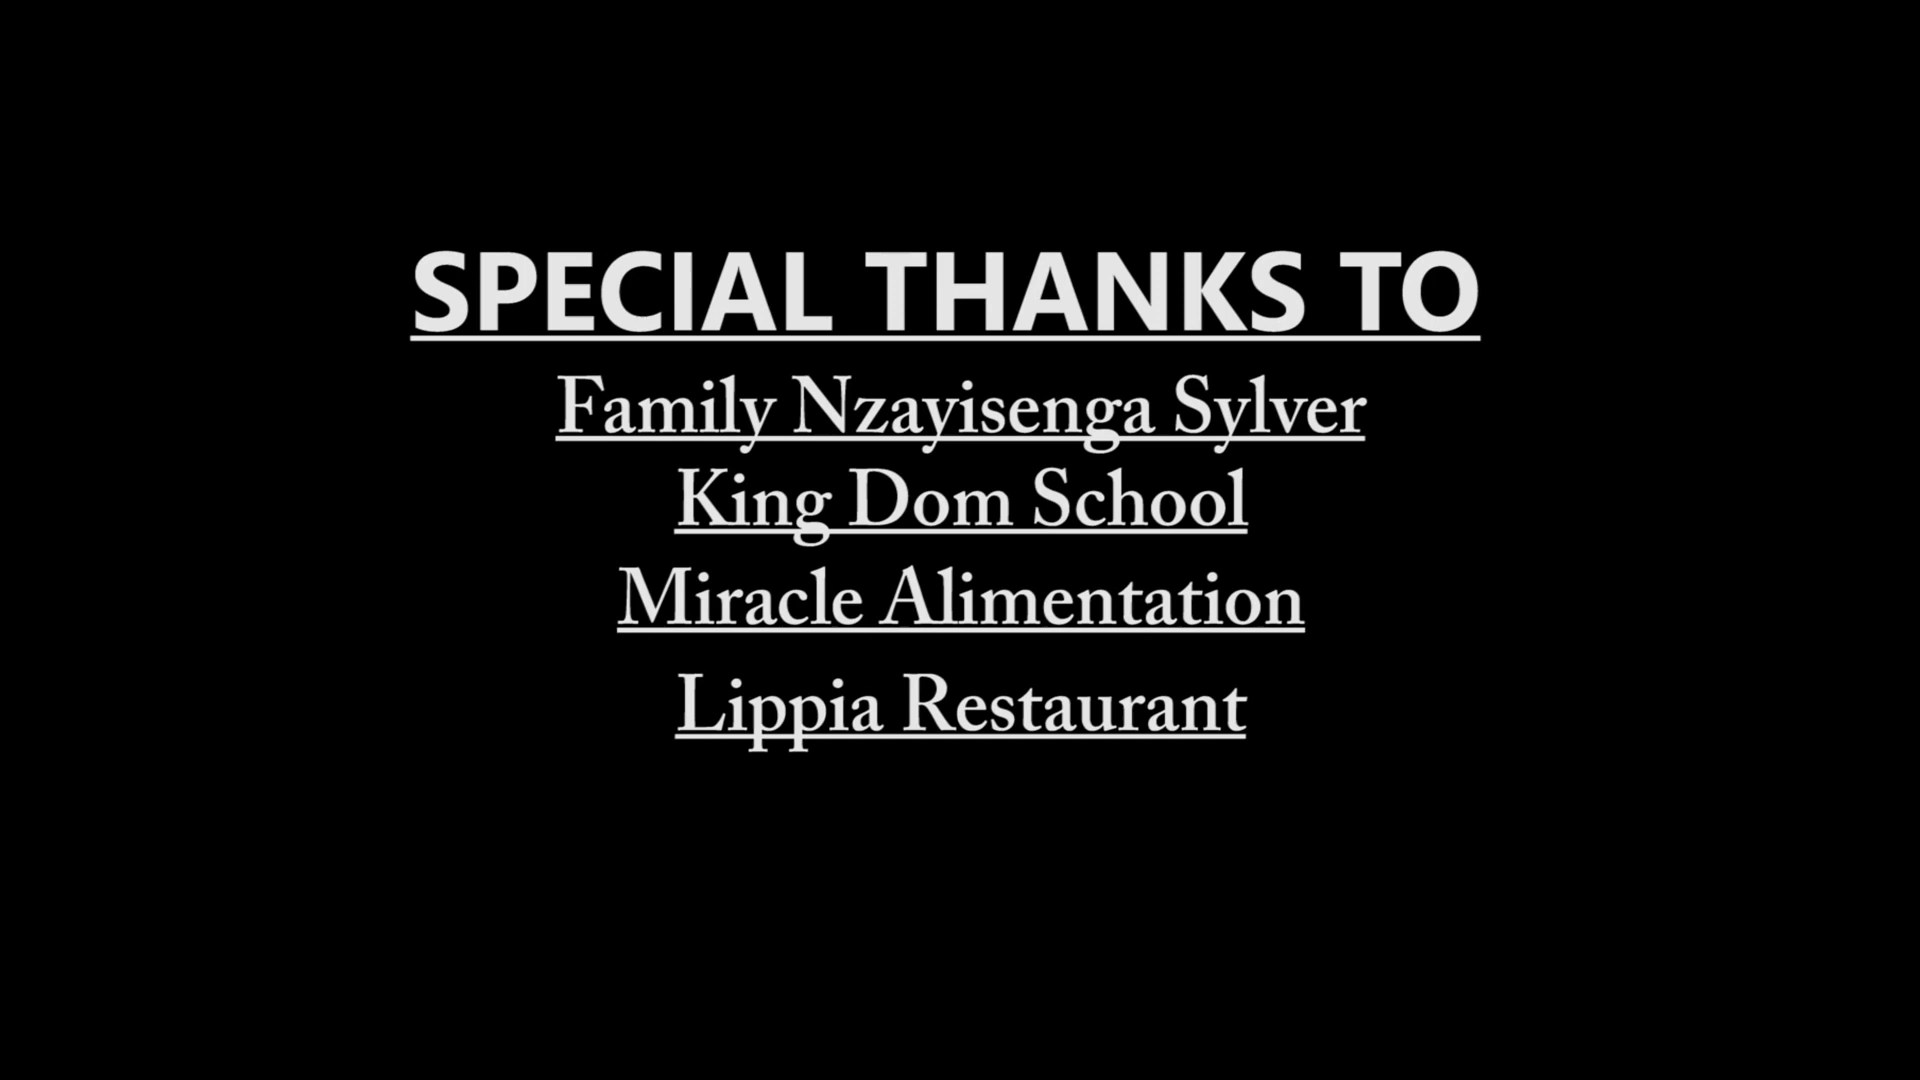 SPECIAL THANKS TO
Family Nzayisenga Sylver
King Dom School
Miracle Alimentation
Lippia Restaurant